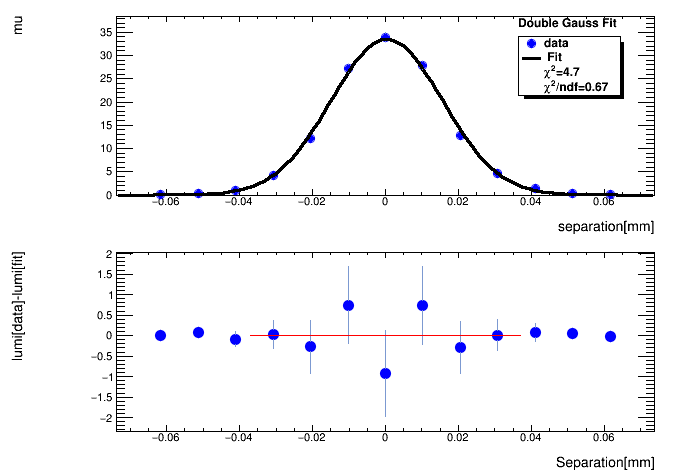 mu
Double Gauss Fit
data
Fit
χ²=4.7
χ²/ndf=0.67
35
30
25
20
15
10
5
0
−0.06 −0.04 −0.02 0 0.02 0.04 0.06
separation[mm]
lumi[data]-lumi[fit]
2
1.5
1
0.5
0
−0.5
−1
−1.5
−2
−0.06 −0.04 −0.02 0 0.02 0.04 0.06
Separation[mm]